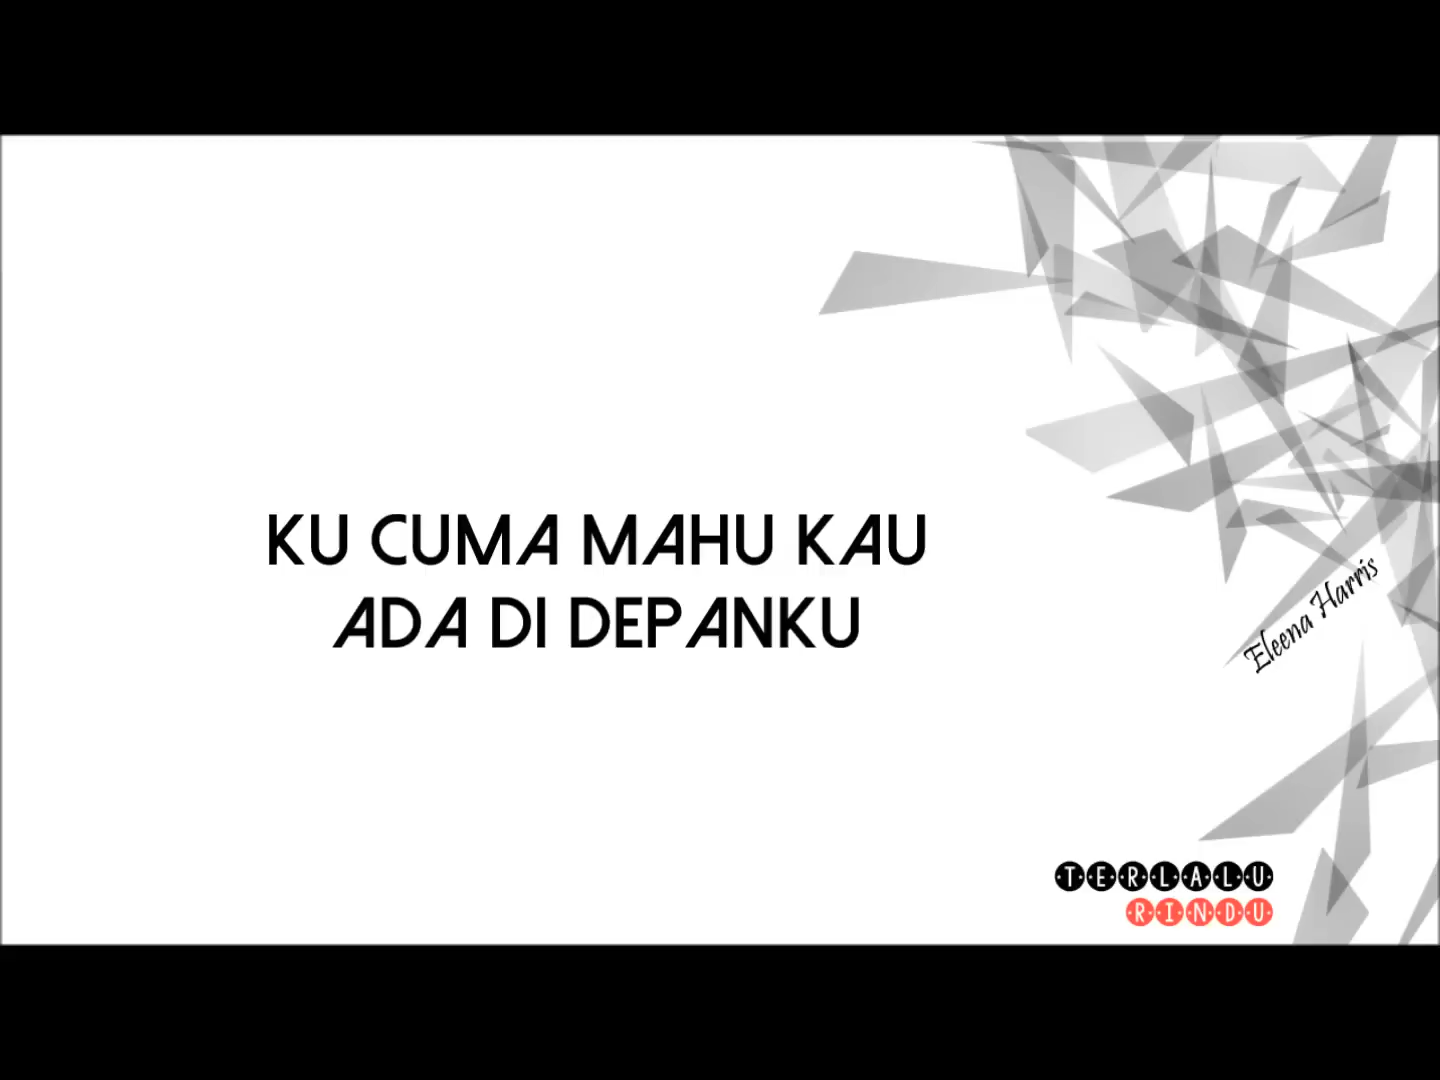 KU CUMA MAHU KAU
ADA DI DEPANKU
Eleena Harris
TERLALU
RINDU